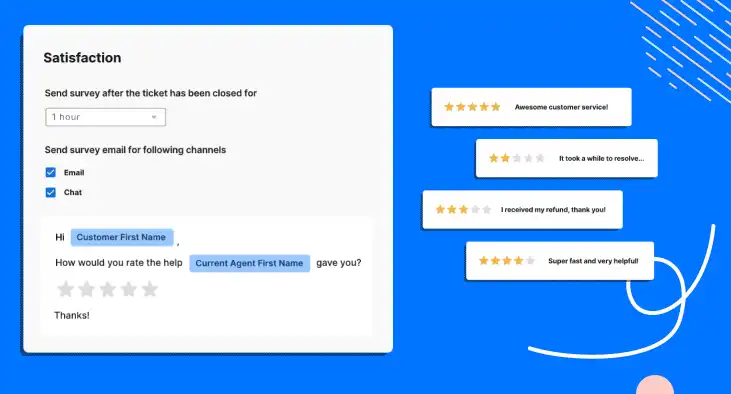 Satisfaction
Send survey after the ticket has been closed for
1 hour
Send survey email for following channels
Email
Chat
Hi Customer First Name ,
How would you rate the help Current Agent First Name gave you?
Thanks!
Awesome customer service!
It took a while to resolve...
I received my refund, thank you!
Super fast and very helpful!